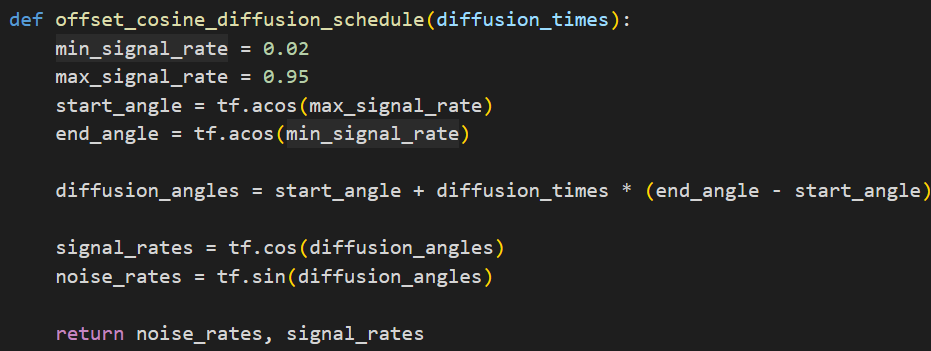 def offset_cosine_diffusion_schedule(diffusion_times):
    min_signal_rate = 0.02
    max_signal_rate = 0.95
    start_angle = tf.acos(max_signal_rate)
    end_angle = tf.acos(min_signal_rate)
    diffusion_angles = start_angle + diffusion_times * (end_angle - start_angle)
    signal_rates = tf.cos(diffusion_angles)
    noise_rates = tf.sin(diffusion_angles)
    return noise_rates, signal_rates